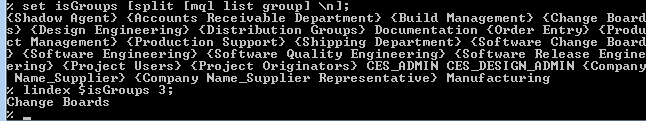 % set isGroups [split [mql list group] \n];
{Shadow Agent} {Accounts Receivable Department} {Build Management} {Change Board
s} {Design Engineering} {Distribution Groups} Documentation {Order Entry} {Produ
ct Management} {Production Support} {Shipping Department} {Software Change Board
} {Software Engineering} {Software Quality Engineering} {Software Release Engine
ering} {Project Users} {Project Originators} CES_ADMIN CES_DESIGN_ADMIN {Company
 Name_Supplier} {Company Name_Supplier Representative} Manufacturing
% lindex $isGroups 3;
Change Boards
% _